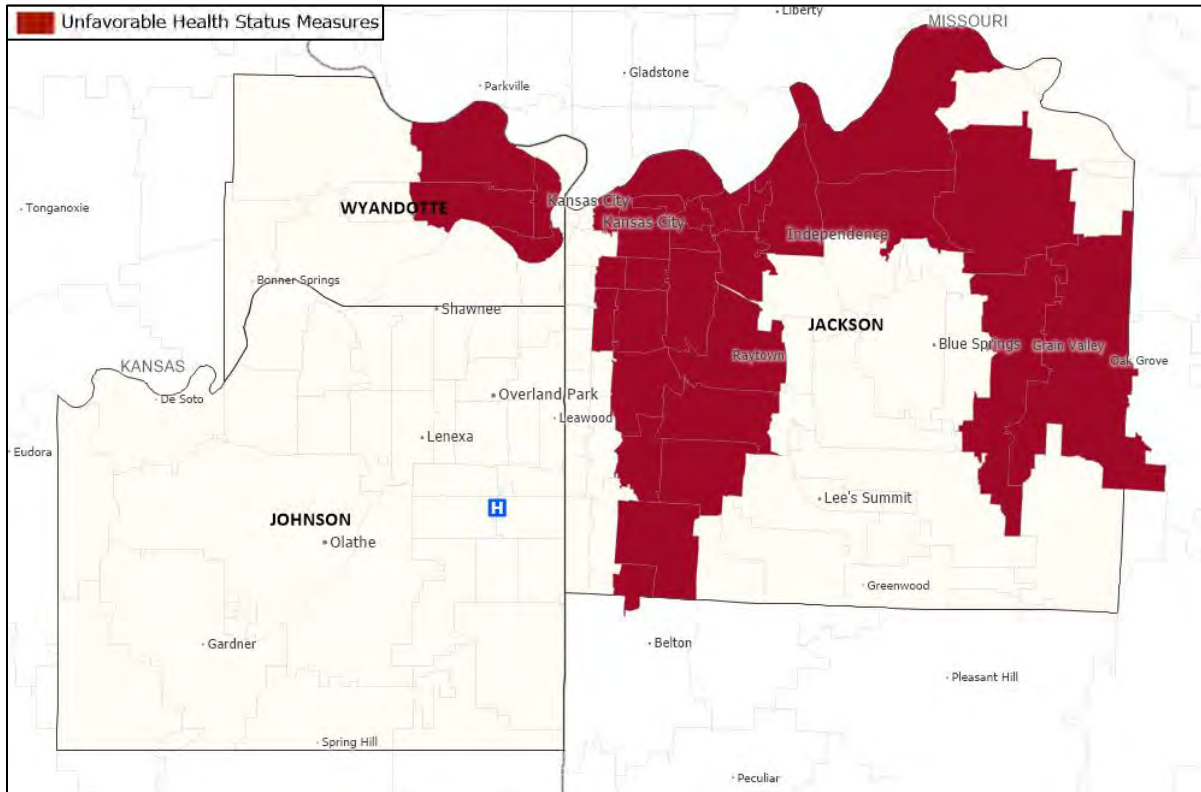 Unfavorable Health Status Measures
Liberty
MISSOURI
Gladstone
Parkville
Tonganoxie
WYANDOTTE
Kansas City
Kansas City
Independence
Bonner Springs
Shawnee
JACKSON
Blue Springs
Grain Valley
Raytown
Oak Grove
KANSAS
De Soto
Overland Park
Leawood
Lenexa
Eudora
H
Lee's Summit
JOHNSON
Olathe
Greenwood
Gardner
Belton
Pleasant Hill
Spring Hill
Peculiar